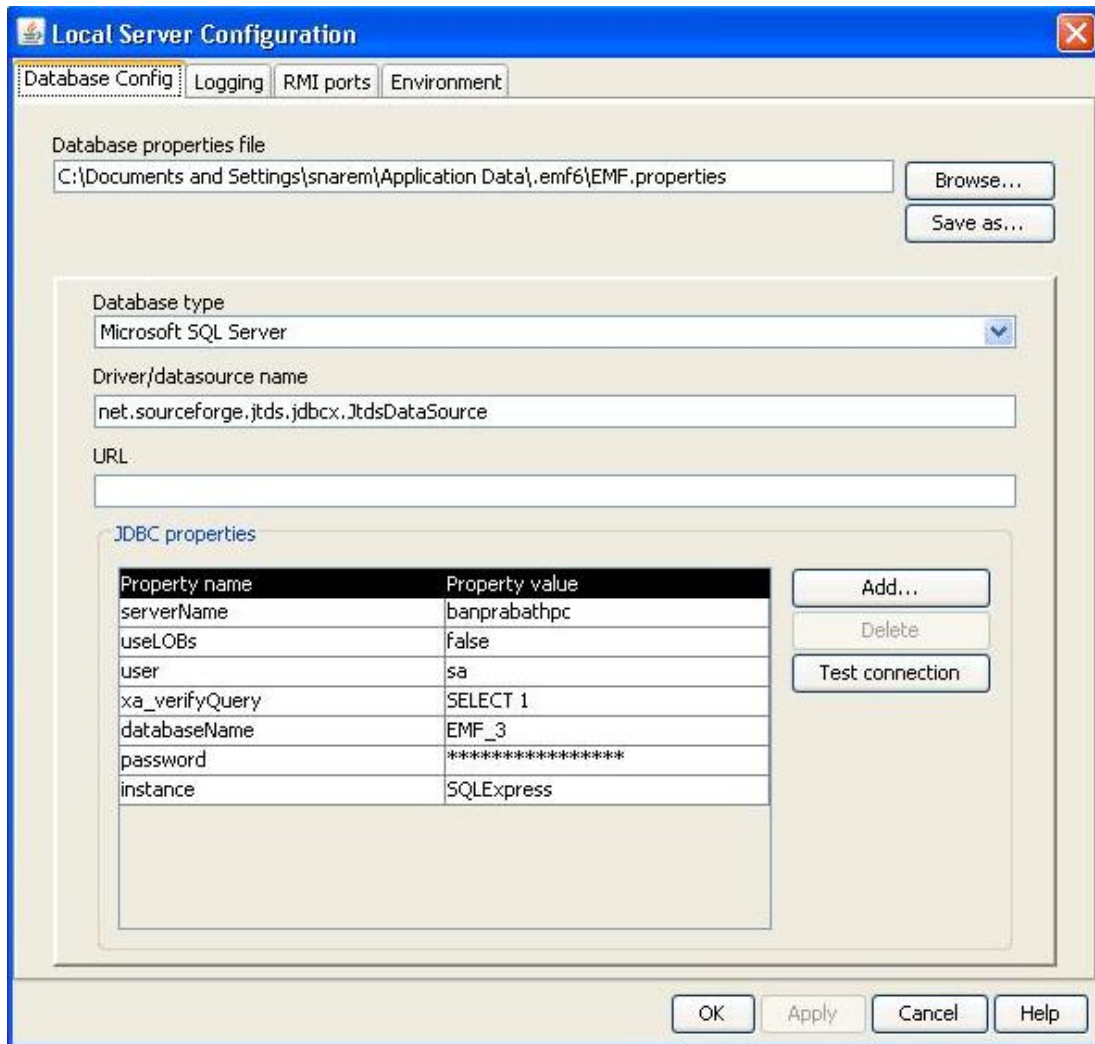 Local Server Configuration
Database Config Logging RMI ports Environment
Database properties file
C:\Documents and Settings\snarem\Application Data\.emf6\EMF.properties Browse...
Save as...
Database type
Microsoft SQL Server
Driver/datasource name
net.sourceforge.jtds.jdbcx.JtdsDataSource
URL
JDBC properties
Property name Property value Add...
serverName banprabathpc
useLOBs false Delete
user sa Test connection
xa_verifyQuery SELECT 1
databaseName EMF_3
password ****************
instance SQLExpress
OK Apply Cancel Help